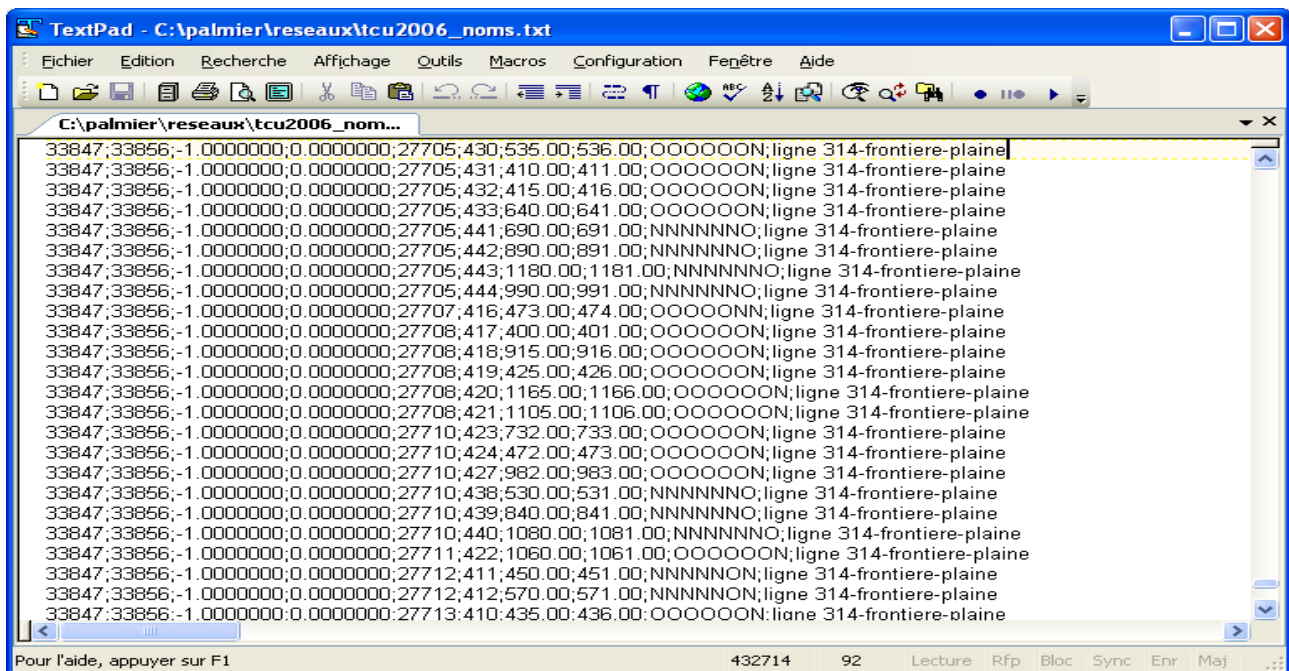 TextPad - C:\palmier\reseaux\tcu2006_noms.txt
Fichier Edition Recherche Affichage Outils Macros Configuration Fenêtre Aide
C:\palmier\reseaux\tcu2006_nom...
33847;33856;-1.0000000;0.0000000;27705;430;535.00;536.00;OOOOOON;ligne 314-frontiere-plaine
33847;33856;-1.0000000;0.0000000;27705;431;410.00;411.00;OOOOOON;ligne 314-frontiere-plaine
33847;33856;-1.0000000;0.0000000;27705;432;415.00;416.00;OOOOOON;ligne 314-frontiere-plaine
33847;33856;-1.0000000;0.0000000;27705;433;640.00;641.00;OOOOOON;ligne 314-frontiere-plaine
33847;33856;-1.0000000;0.0000000;27705;441;690.00;691.00;NNNNNNO;ligne 314-frontiere-plaine
33847;33856;-1.0000000;0.0000000;27705;442;890.00;891.00;NNNNNNO;ligne 314-frontiere-plaine
33847;33856;-1.0000000;0.0000000;27705;443;1180.00;1181.00;NNNNNNO;ligne 314-frontiere-plaine
33847;33856;-1.0000000;0.0000000;27705;444;990.00;991.00;NNNNNNO;ligne 314-frontiere-plaine
33847;33856;-1.0000000;0.0000000;27707;416;473.00;474.00;OOOOONN;ligne 314-frontiere-plaine
33847;33856;-1.0000000;0.0000000;27708;417;400.00;401.00;OOOOOON;ligne 314-frontiere-plaine
33847;33856;-1.0000000;0.0000000;27708;418;915.00;916.00;OOOOOON;ligne 314-frontiere-plaine
33847;33856;-1.0000000;0.0000000;27708;419;425.00;426.00;OOOOOON;ligne 314-frontiere-plaine
33847;33856;-1.0000000;0.0000000;27708;420;1165.00;1166.00;OOOOOON;ligne 314-frontiere-plaine
33847;33856;-1.0000000;0.0000000;27708;421;1105.00;1106.00;OOOOOON;ligne 314-frontiere-plaine
33847;33856;-1.0000000;0.0000000;27710;423;732.00;733.00;OOOOOON;ligne 314-frontiere-plaine
33847;33856;-1.0000000;0.0000000;27710;424;472.00;473.00;OOOOOON;ligne 314-frontiere-plaine
33847;33856;-1.0000000;0.0000000;27710;427;982.00;983.00;OOOOOON;ligne 314-frontiere-plaine
33847;33856;-1.0000000;0.0000000;27710;438;530.00;531.00;NNNNNNO;ligne 314-frontiere-plaine
33847;33856;-1.0000000;0.0000000;27710;439;840.00;841.00;NNNNNNO;ligne 314-frontiere-plaine
33847;33856;-1.0000000;0.0000000;27710;440;1080.00;1081.00;NNNNNNO;ligne 314-frontiere-plaine
33847;33856;-1.0000000;0.0000000;27711;422;1060.00;1061.00;OOOOOON;ligne 314-frontiere-plaine
33847;33856;-1.0000000;0.0000000;27712;411;450.00;451.00;NNNNNON;ligne 314-frontiere-plaine
33847;33856;-1.0000000;0.0000000;27712;412;570.00;571.00;NNNNNON;ligne 314-frontiere-plaine
33847;33856;-1.0000000;0.0000000;27713;410;435.00;436.00;OOOOOON;ligne 314-frontiere-plaine
Pour l'aide, appuyer sur F1 432714 92 Lecture Rfp Bloc Sync Enr Maj